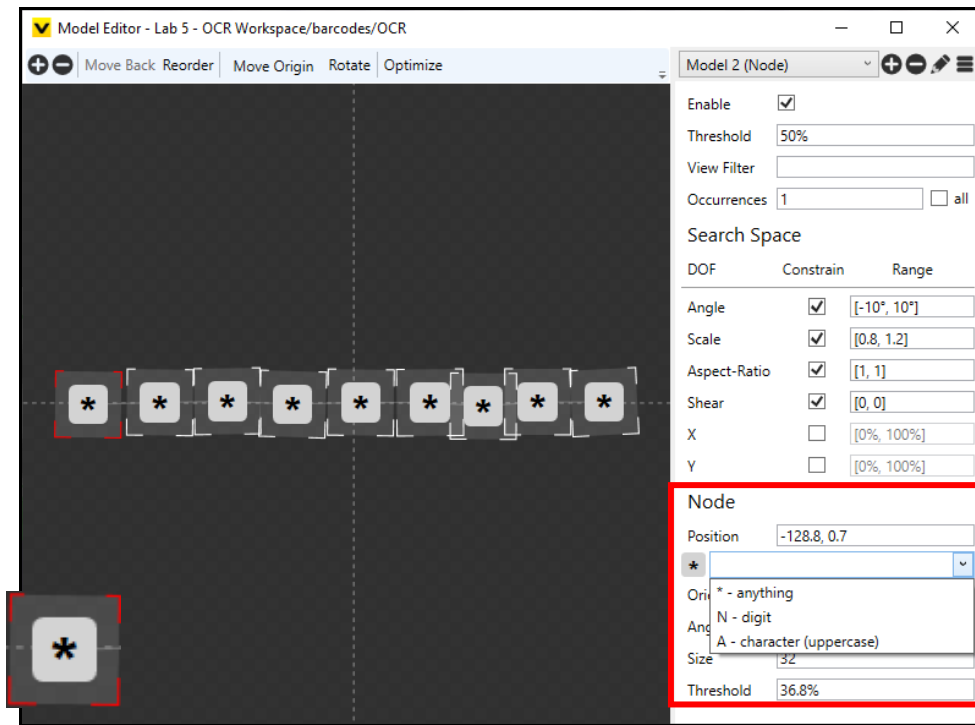 Model Editor - Lab 5 - OCR Workspace/barcodes/OCR
Move Back Reorder Move Origin Rotate Optimize
Model 2 (Node)
Enable
Threshold 50%
View Filter
Occurrences 1 all
Search Space
DOF Constrain Range
Angle [-10°, 10°]
Scale [0.8, 1.2]
Aspect-Ratio [1, 1]
Shear [0, 0]
X [0%, 100%]
Y [0%, 100%]
* * * * * * * * *
Node
Position -128.8, 0.7
*
* - anything
N - digit
A - character (uppercase)
Size 32
Threshold 36.8%
*